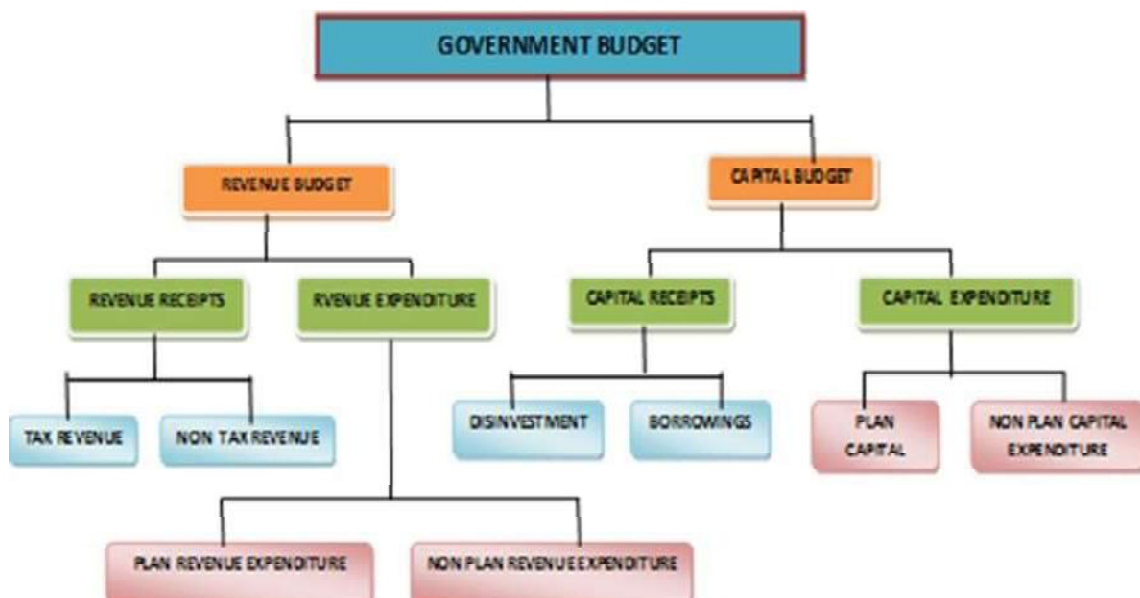 GOVERNMENT BUDGET
REVENUE BUDGET
CAPITAL BUDGET
REVENUE RECEIPTS
RVENUE EXPENDITURE
CAPITAL RECEIPTS
CAPITAL EXPENDITURE
TAX REVENUE
NON TAX REVENUE
DISINVESTMENT
BORROWINGS
PLAN
CAPITAL
NON PLAN CAPITAL
EXPENDITURE
PLAN REVENUE EXPENDITURE
NON PLAN REVENUE EXPENDITURE